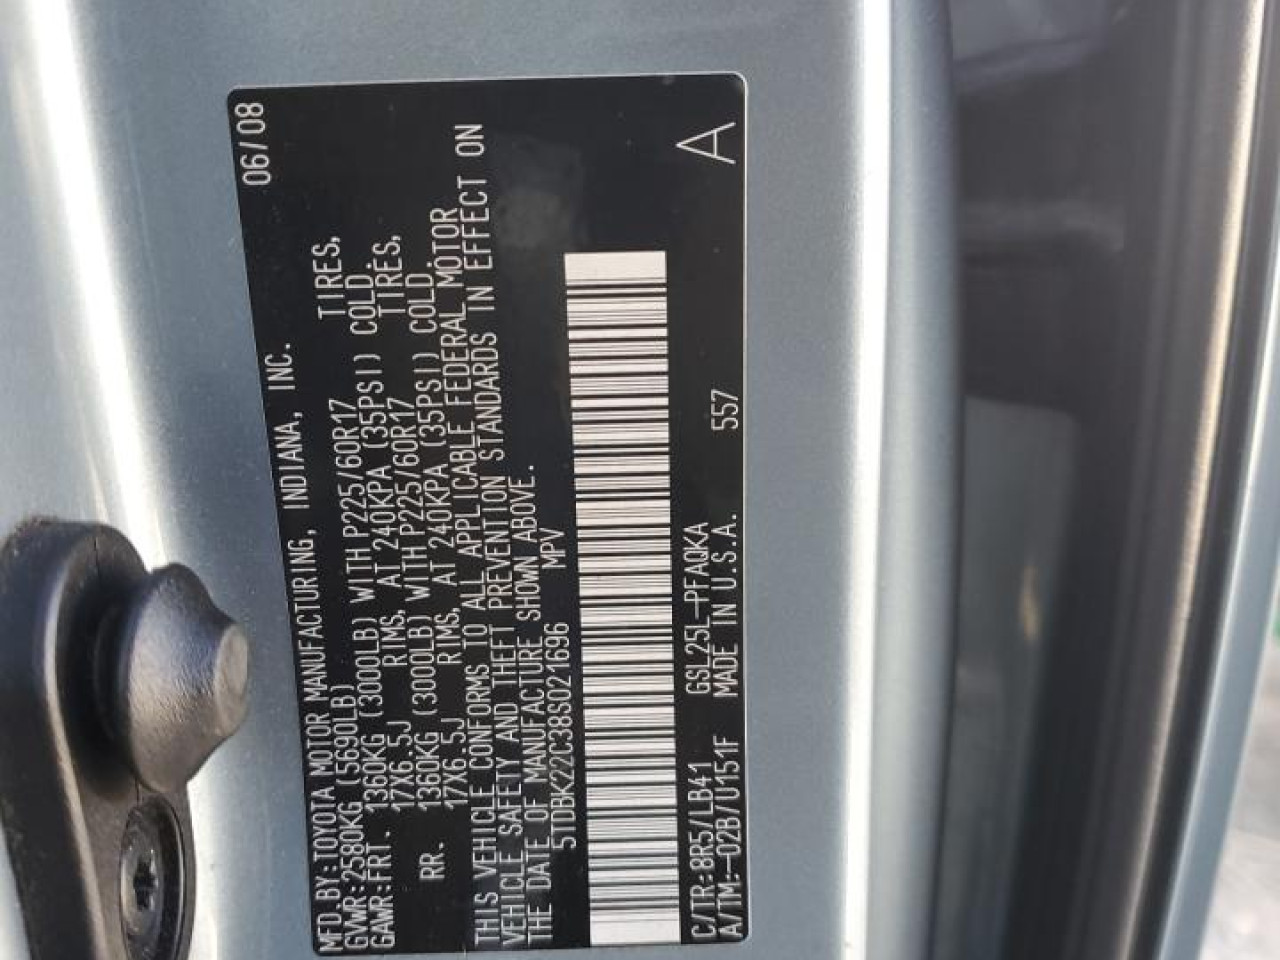 MFD.BY:TOYOTA MOTOR MANUFACTURING, INDIANA, INC. 06/08
GVWR:2580KG (5690LB)
GAWR:FRT. 1360KG (3000LB) WITH P225/60R17 TIRES,
17X6.5J RIMS, AT 240KPA (35PSI) COLD.
RR. 1360KG (3000LB) WITH P225/60R17 TIRES,
17X6.5J RIMS, AT 240KPA (35PSI) COLD.
THIS VEHICLE CONFORMS TO ALL APPLICABLE FEDERAL MOTOR
VEHICLE SAFETY AND THEFT PREVENTION STANDARDS IN EFFECT ON
THE DATE OF MANUFACTURE SHOWN ABOVE.
5TDBK22C38S021696 MPV
C/TR:8R5/LB41 GSL25L-PFAQKA
A/TM:-02B/U151F MADE IN U.S.A. 557 A